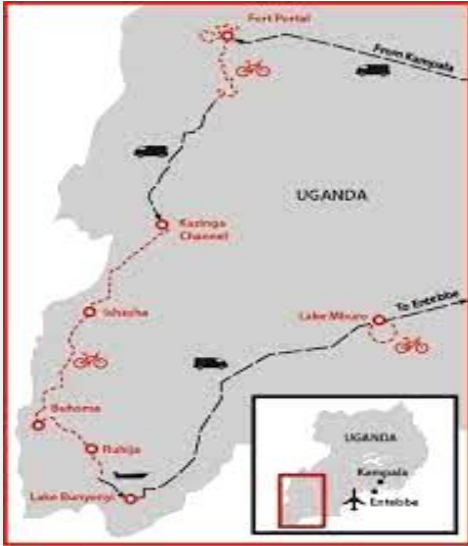 Fort Portal
From Kampala
UGANDA
Kazinga
Channel
Ishasha
Lake Mburo
To Entebbe
Buhoma
Ruhija
Lake Bunyonyi
UGANDA
Kampala
Entebbe